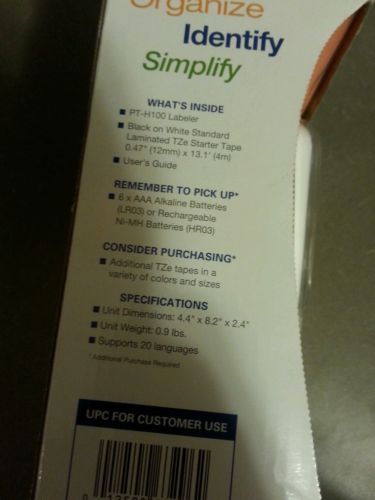 Organize
Identify
Simplify
WHAT'S INSIDE
■ PT-H100 Labeler
■ Black on White Standard
Laminated TZe Starter Tape
0.47" (12mm) x 13.1' (4m)
■ User's Guide
REMEMBER TO PICK UP*
■ 6 x AAA Alkaline Batteries
(LR03) or Rechargeable
Ni-MH Batteries (HR03)
CONSIDER PURCHASING*
■ Additional TZe tapes in a
variety of colors and sizes
SPECIFICATIONS
■ Unit Dimensions: 4.4" x 8.2" x 2.4"
■ Unit Weight: 0.9 lbs.
■ Supports 20 languages
* Additional Purchase Required
UPC FOR CUSTOMER USE